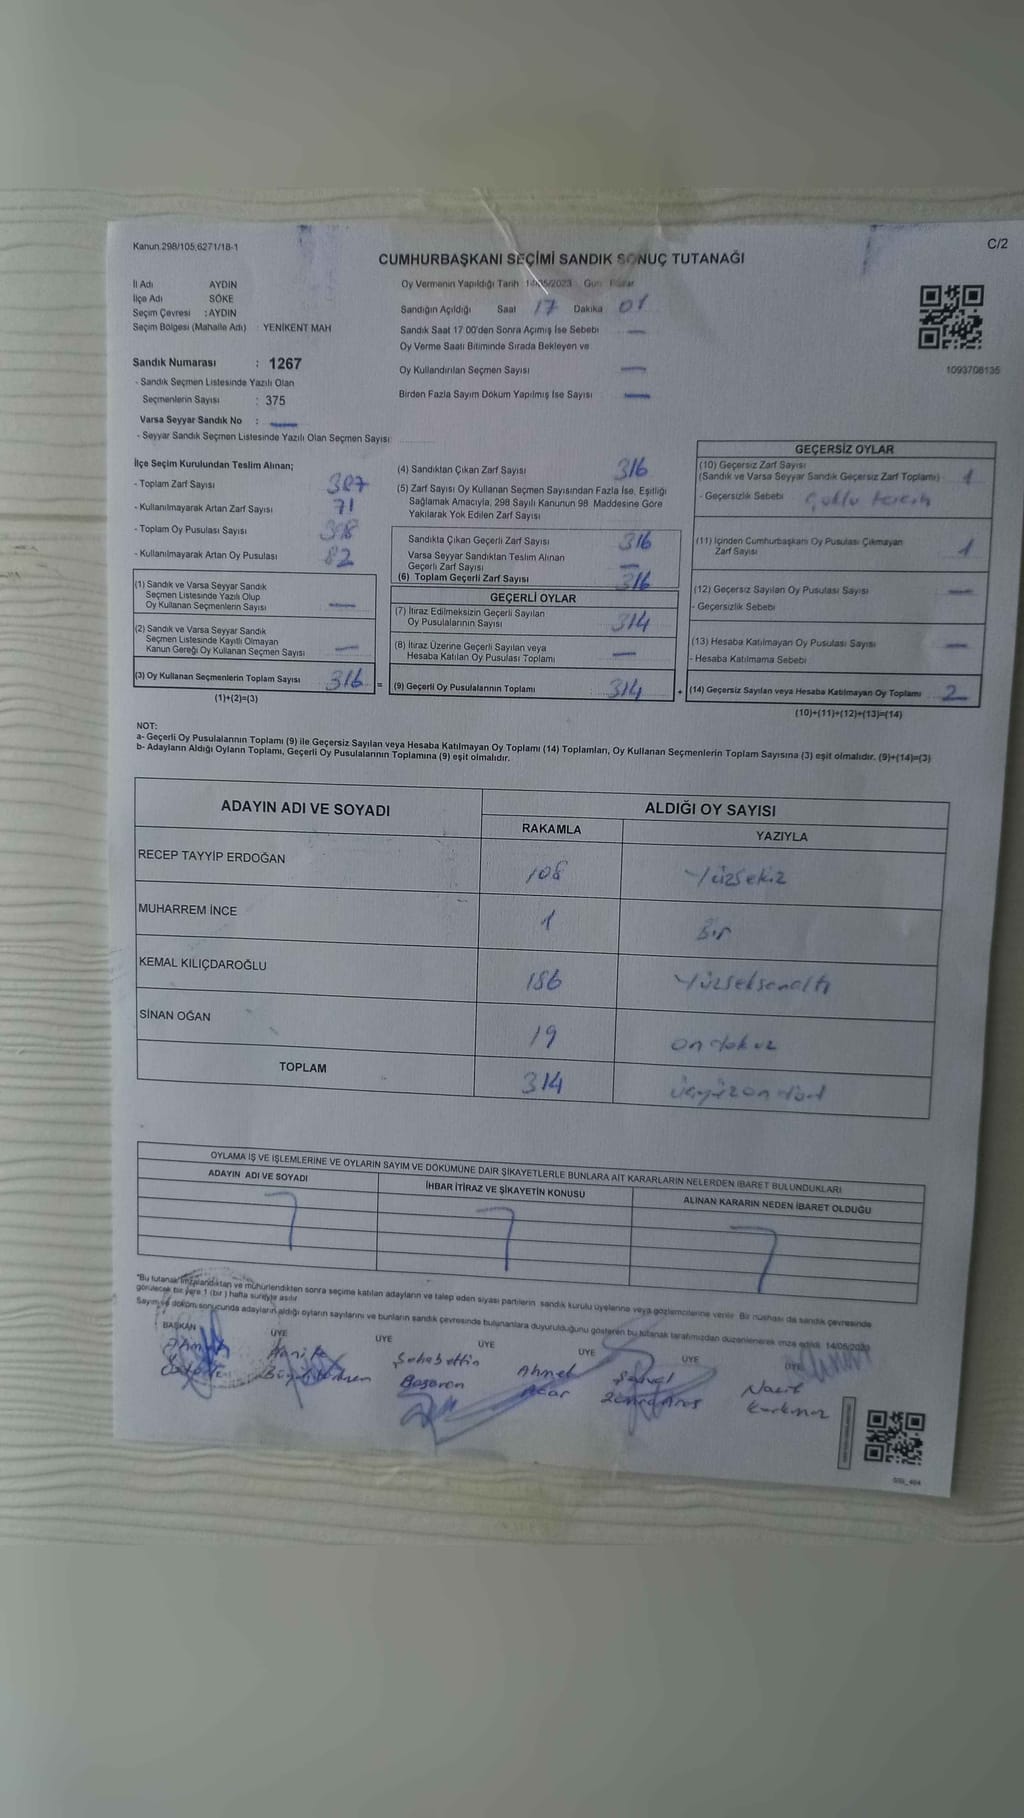 Kanun.298/105,6271/18-1
C/2
CUMHURBAŞKANI SEÇİMİ SANDIK SONUÇ TUTANAĞI
İl Adı AYDIN
İlçe Adı SÖKE
Seçim Çevresi : AYDIN
Seçim Bölgesi (Mahalle Adı) : YENİKENT MAH
Sandık Numarası : 1267
- Sandık Seçmen Listesinde Yazılı Olan
Seçmenlerin Sayısı : 375
Varsa Seyyar Sandık No :
- Seyyar Sandık Seçmen Listesinde Yazılı Olan Seçmen Sayısı
Oy Vermenin Yapıldığı Tarih 14/05/2023 Gün Pazar
Sandığın Açıldığı Saat 17 Dakika 01
Sandık Saat 17 00'den Sonra Açımış İse Sebebi
Oy Verme Saati Bitiminde Sırada Bekleyen ve
Oy Kullandırılan Seçmen Sayısı
Birden Fazla Sayım Döküm Yapılmış İse Sayısı
1093708135
İlçe Seçim Kurulundan Teslim Alınan;
- Toplam Zarf Sayısı 387
- Kullanılmayarak Artan Zarf Sayısı 71
- Toplam Oy Pusulası Sayısı 398
- Kullanılmayarak Artan Oy Pusulası 82
(1) Sandık ve Varsa Seyyar Sandık
Seçmen Listesinde Yazılı Olup
Oy Kullanan Seçmenlerin Sayısı
(2) Sandık ve Varsa Seyyar Sandık
Seçmen Listesinde Kayıtlı Olmayan
Kanun Gereği Oy Kullanan Seçmen Sayısı
(3) Oy Kullanan Seçmenlerin Toplam Sayısı 316 =
(1)+(2)=(3)
(4) Sandıktan Çıkan Zarf Sayısı 316
(5) Zarf Sayısı Oy Kullanan Seçmen Sayısından Fazla İse, Eşitliği
Sağlamak Amacıyla, 298 Sayılı Kanunun 98 Maddesine Göre
Yakılarak Yok Edilen Zarf Sayısı
Sandıkta Çıkan Geçerli Zarf Sayısı 316
Varsa Seyyar Sandıktan Teslim Alınan
Geçerli Zarf Sayısı
(6) Toplam Geçerli Zarf Sayısı 316
GEÇERLİ OYLAR
(7) İtiraz Edilmeksizin Geçerli Sayılan
Oy Pusulalarının Sayısı 314
(8) İtiraz Üzerine Geçerli Sayılan veya
Hesaba Katılan Oy Pusulası Toplamı
(9) Geçerli Oy Pusulalarının Toplamı 314 +
GEÇERSİZ OYLAR
(10) Geçersiz Zarf Sayısı
(Sandık ve Varsa Seyyar Sandık Geçersiz Zarf Toplamı) 1
- Geçersizlik Sebebi Çoklu tercih
(11) İçinden Cumhurbaşkanı Oy Pusulası Çıkmayan
Zarf Sayısı 1
(12) Geçersiz Sayılan Oy Pusulası Sayısı
- Geçersizlik Sebebi
(13) Hesaba Katılmayan Oy Pusulası Sayısı
- Hesaba Katılmama Sebebi
(14) Geçersiz Sayılan veya Hesaba Katılmayan Oy Toplamı 2
(10)+(11)+(12)+(13)=(14)
NOT:
a- Geçerli Oy Pusulasının Toplamı (9) ile Geçersiz Sayılan veya Hesaba Katılmayan Oy Toplamı (14) Toplamları, Oy Kullanan Seçmenlerin Toplam Sayısına (3) eşit olmalıdır. (9)+(14)=(3)
b- Adayların Aldığı Oyların Toplamı, Geçerli Oy Pusulalarının Toplamına (9) eşit olmalıdır.
ADAYIN ADI VE SOYADI ALDIĞI OY SAYISI
RAKAMLA YAZIYLA
RECEP TAYYİP ERDOĞAN 108 Yüzsekiz
MUHARREM İNCE 1 Bir
KEMAL KILIÇDAROĞLU 186 Yüzseksenaltı
SİNAN OĞAN 19 ondokuz
TOPLAM 314 üçyüzondört
OYLAMA İŞ VE İŞLEMLERİNE VE OYLARIN SAYIM VE DÖKÜMÜNE DAİR ŞİKAYETLERLE BUNLARA AİT KARARLARIN NELERDEN İBARET BULUNDUKLARI
ADAYIN ADI VE SOYADI İHBAR İTİRAZ VE ŞİKAYETİN KONUSU ALINAN KARARIN NEDEN İBARET OLDUĞU
"Bu tutanak imzalandıktan ve mühürlendikten sonra seçime katılan adayların ve talep eden siyasi partilerin sandık kurulu üyelerine veya gözlemcilerine verilir Bir nüshası da sandık çevresinde
görülecek bir yere 1 (bir) hafta süreyle asılır
Sayım ve döküm sonucunda adayların aldığı oyların sayılarını ve bunların sandık çevresinde bulunanlara duyurulduğunu gösteren bu tutanak tarafımızdan düzenlenerek imza edildi. 14/05/2023
BAŞKAN ÜYE ÜYE ÜYE ÜYE ÜYE ÜYE
Hanife Şehabettin Ahmet
Başaran Acar
Korkmaz